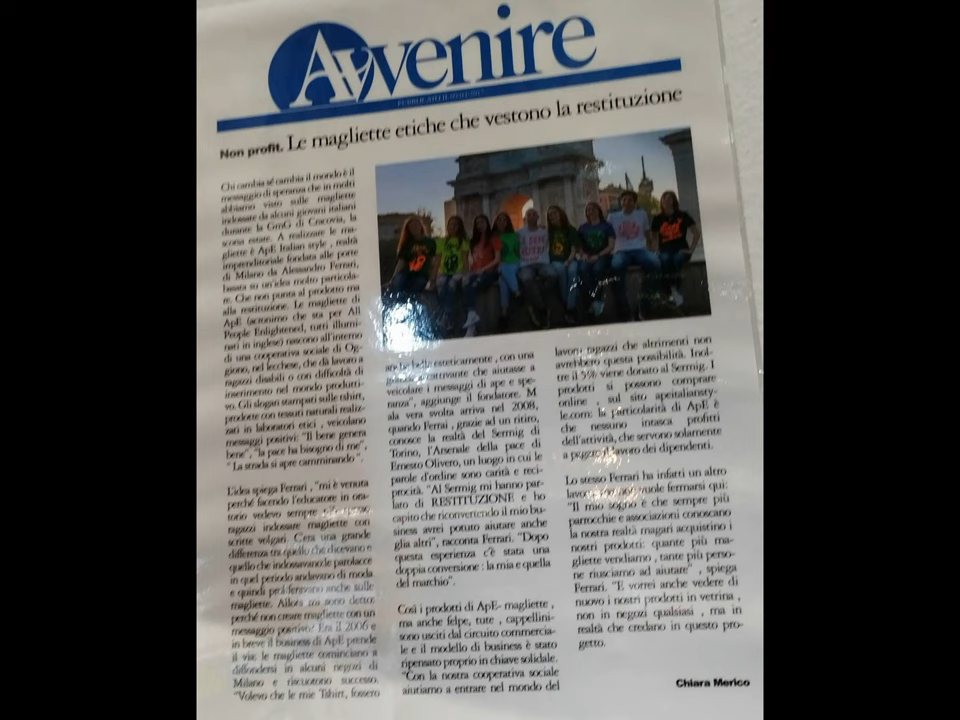 Avvenire
Non profit. Le magliette etiche che vestono la restituzione
Chi cambia sé cambia il mondo è il
messaggio di speranza che in molti
abbiamo visto sulle magliette
indossate da alcuni giovani italiani
durante la GmG di Cracovia, la
scorsa estate. A realizzare le ma-
gliette è ApE Italian style , realtà
imprenditoriale fondata alle porte
di Milano da Alessandro Ferrari,
basata su un'idea molto particola-
re. Che non punta al prodotto ma
alla restituzione. Le magliette di
ApE (acronimo che sta per All
People Enlightened, tutti illumi-
nati in inglese) nascono all'interno
di una cooperativa sociale di Og-
giono, nel lecchese, che dà lavoro a
ragazzi disabili o con difficoltà di
inserimento nel mondo produtti-
vo. Gli slogan stampati sulle tshirt,
prodotte con tessuti naturali realiz-
zati in laboratori etici , veicolano
messaggi positivi: "Il bene genera
bene", "la pace ha bisogno di me",
" La strada si apre camminando ".
L'idea spiega Ferrari , "mi è venuta
perché facendo l'educatore in ora-
torio vedevo sempre
ragazzi indossare magliette con
scritte volgari. C'era una grande
differenza tra quello che dicevano e
quello che indossavano: le parolacce
in quel periodo andavano di moda
e quindi proliferavano anche sulle
magliette. Allora mi sono detto:
perché non creare magliette con un
messaggio positivo? Era il 2006 e
in breve il business di ApE prende
il via: le magliette cominciano a
diffondersi in alcuni negozi di
Milano e riscuotono successo.
"Volevo che le mie Tshirt, fossero
anche belle esteticamente , con una
accattivante che aiutasse a
veicolare i messaggi di ape e spe-
ranza", aggiunge il fondatore. M
ala vera svolta arriva nel 2008,
quando Ferrai , grazie ad un ritiro,
conosce la realtà del Sermig di
Torino, l'Arsenale della pace di
Ernesto Olivero, un luogo in cui le
parole d'ordine sono carità e reci-
procità. "Al Sermig mi hanno par-
lato di RESTITUZIONE e ho
capito che riconvertendo il mio bu-
siness avrei potuto aiutare anche
glia altri", racconta Ferrari. "Dopo
questa esperienza c'è stata una
doppia conversione : la mia e quella
del marchio".
Così i prodotti di ApE- magliette ,
ma anche felpe, tute , cappellini-
sono usciti dal circuito commercia-
le e il modello di business è stato
ripensato proprio in chiave solidale.
"Con la nostra cooperativa sociale
aiutiamo a entrare nel mondo del
lavoro ragazzi che altrimenti non
avrebbero questa possibilità. Inol-
tre il 5% viene donato al Sermig. I
prodotti si possono comprare
online , sul sito apeitaliansty-
le.com: la particolarità di ApE è
che nessuno intasca profitti
dell'attività, che servono solamente
a pagare il lavoro dei dipendenti.
Lo stesso Ferrari ha infatti un altro
lavoro, ma non vuole fermarsi qui:
"Il mio sogno è che sempre più
parrocchie e associazioni conoscano
la nostra realtà magari acquistino i
nostri prodotti: quante più ma-
gliette vendiamo , tante più perso-
ne riusciamo ad aiutare" , spiega
Ferrari. "E vorrei anche vedere di
nuovo i nostri prodotti in vetrina ,
non in negozi qualsiasi , ma in
realtà che credano in questo pro-
getto.
Chiara Merico